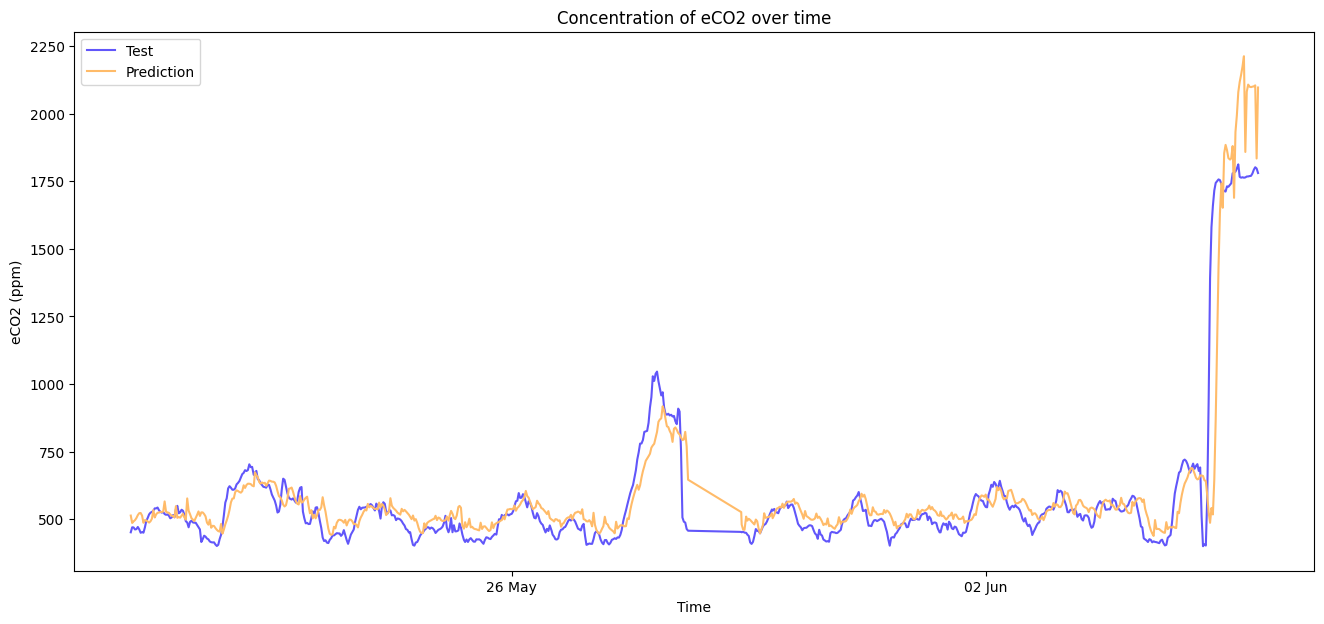 Concentration of eCO2 over time
Test
Prediction
eCO2 (ppm)
2250
2000
1750
1500
1250
1000
750
500
26 May
02 Jun
Time